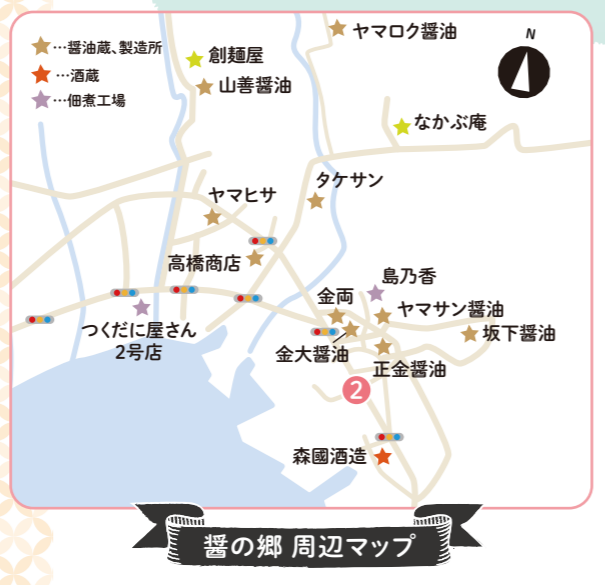 ★…醤油蔵、製造所
★…酒蔵
★…佃煮工場
創麺屋
山善醤油
ヤマロク醤油
N
なかぶ庵
タケサン
ヤマヒサ
高橋商店
島乃香
金両
ヤマサン醤油
つくだに屋さん
2号店
金大醤油
坂下醤油
正金醤油
2
森國酒造
醤の郷 周辺マップ